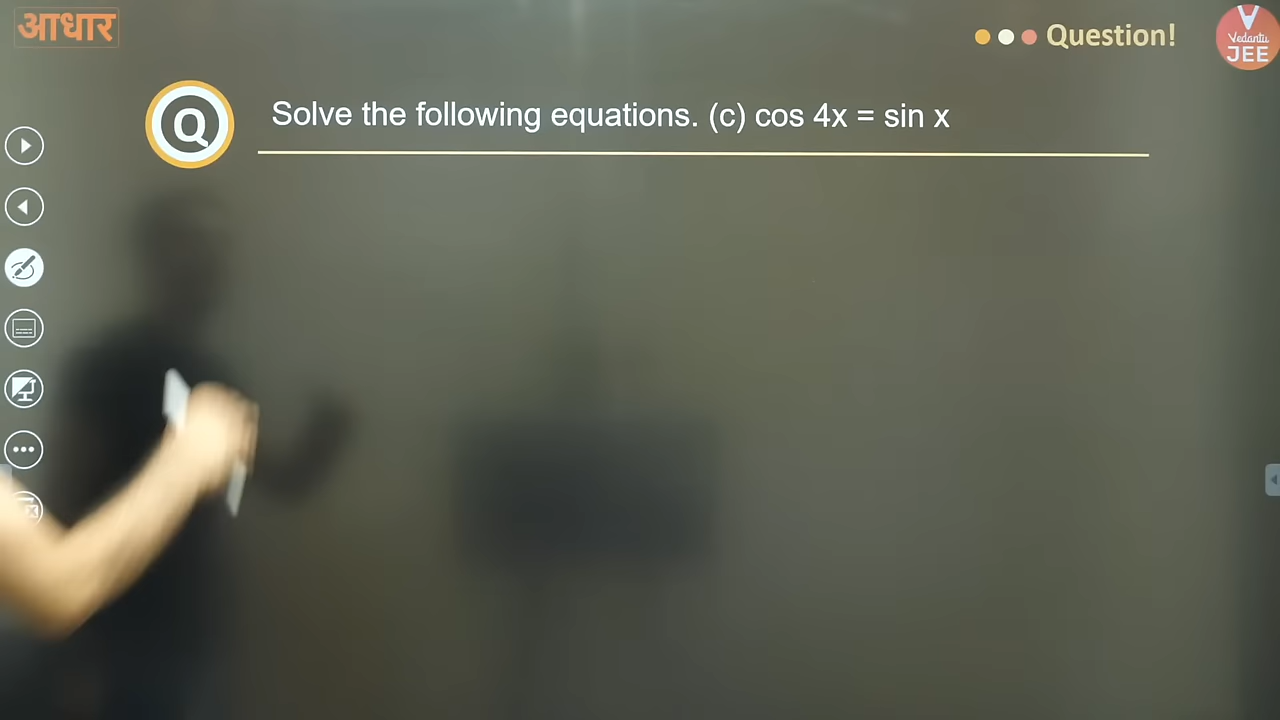 आधार
Question!
Vedantu
JEE
Q
Solve the following equations. (c) cos 4x = sin x